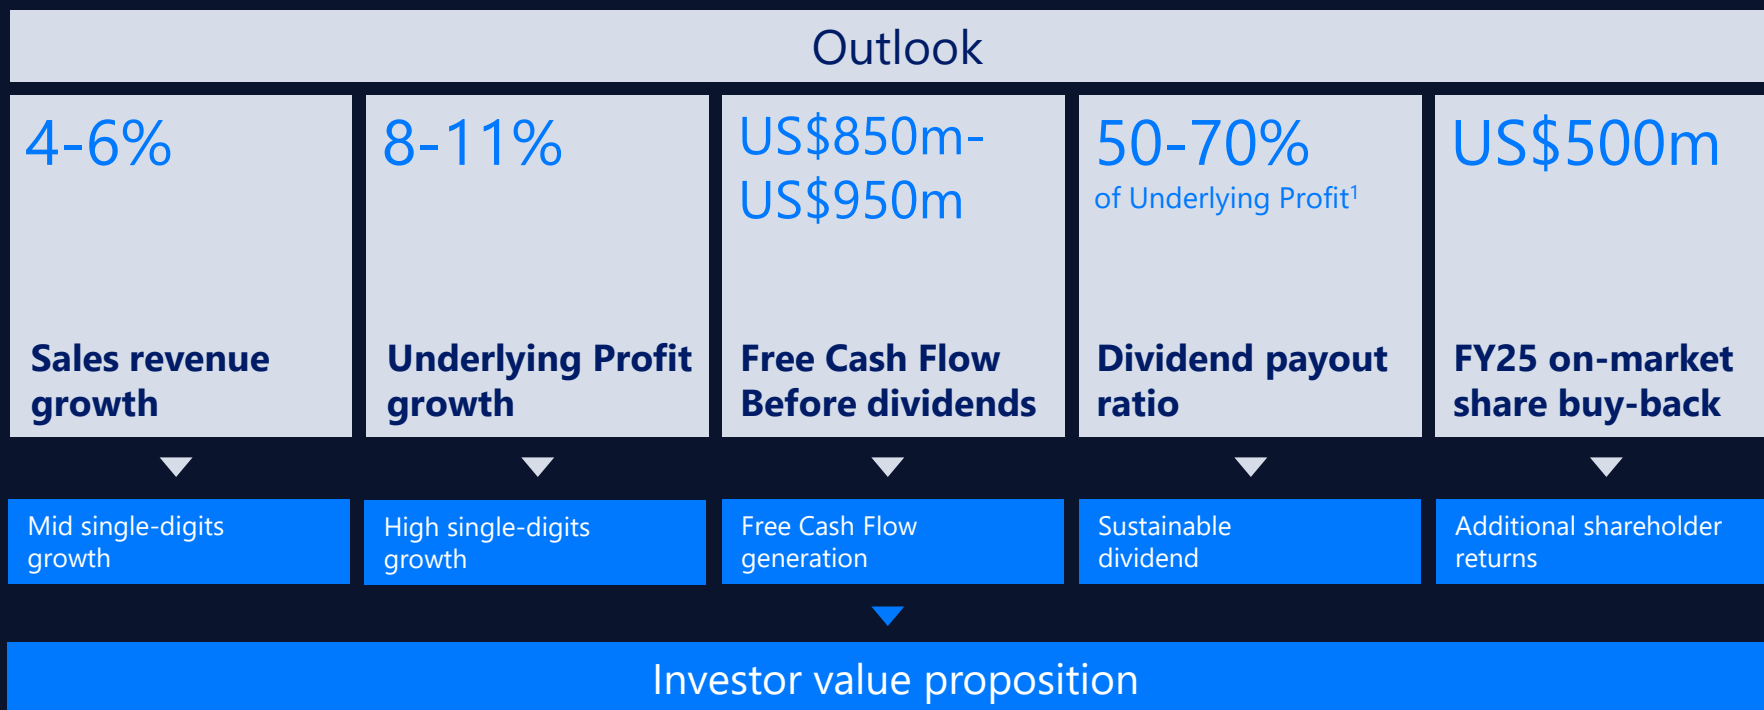 Outlook
4-6%
Sales revenue
growth
8-11%
Underlying Profit
growth
US$850m-
US$950m
Free Cash Flow
Before dividends
50-70%
of Underlying Profit¹
Dividend payout
ratio
US$500m
FY25 on-market
share buy-back
Mid single-digits
growth
High single-digits
growth
Free Cash Flow
generation
Sustainable
dividend
Additional shareholder
returns
Investor value proposition